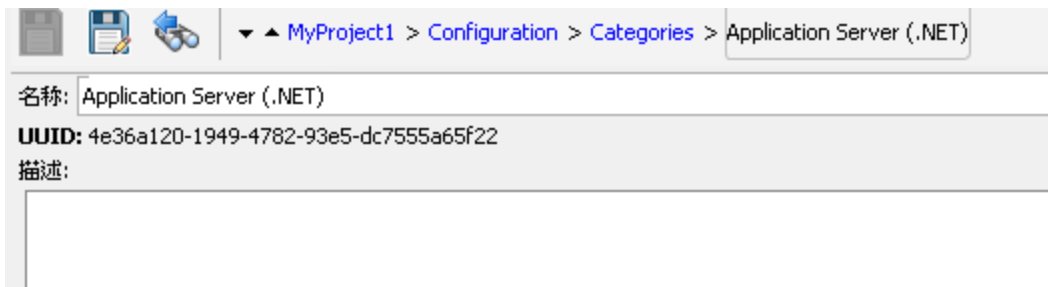 MyProject1 > Configuration > Categories > Application Server (.NET)
名称: Application Server (.NET)
UUID: 4e36a120-1949-4782-93e5-dc7555a65f22
描述: